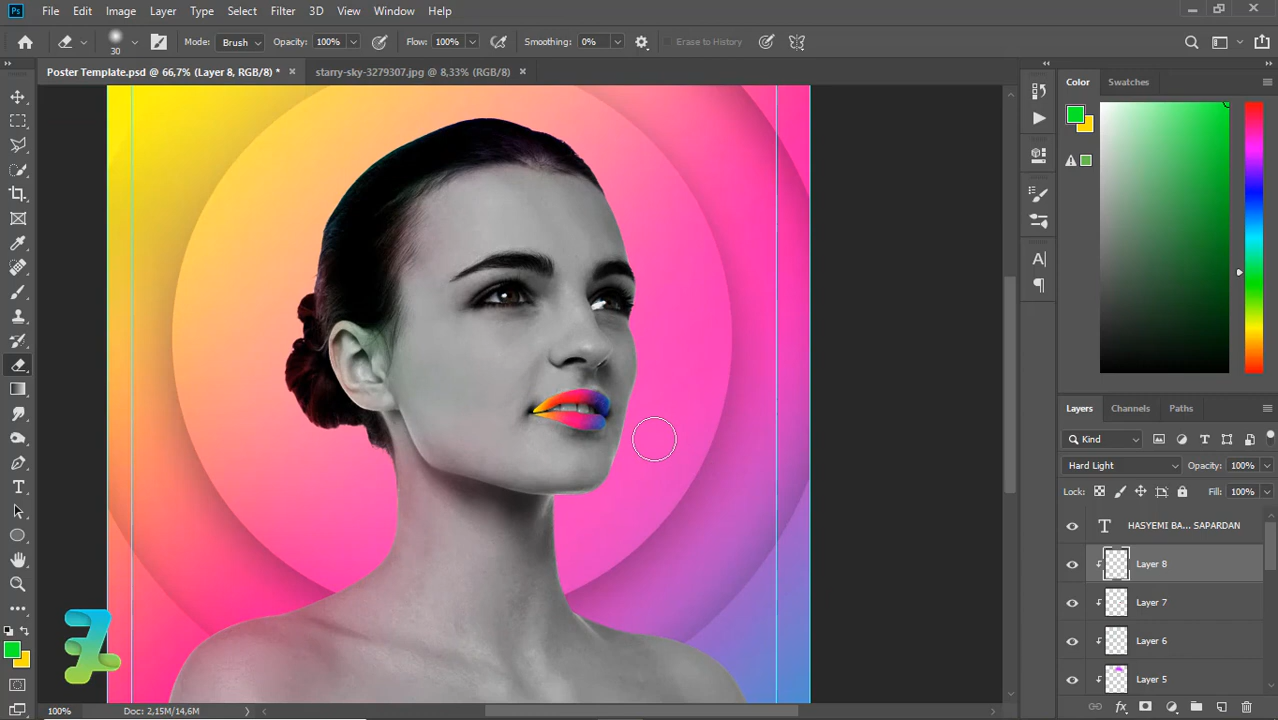 Ps File Edit Image Layer Type Select Filter 3D View Window Help
30 Mode: Brush Opacity: 100% Flow: 100% Smoothing: 0% Erase to History
Poster Template.psd @ 66,7% (Layer 8, RGB/8) * × starry-sky-3279307.jpg @ 8,33% (RGB/8) ×
Color Swatches
A|
Layers Channels Paths
Kind
Hard Light Opacity: 100%
Lock: Fill: 100%
T HASYEMI BA... SAPARDAN
Layer 8
Layer 7
Layer 6
Layer 5
100% Doc: 2,15M/14,6M
fx